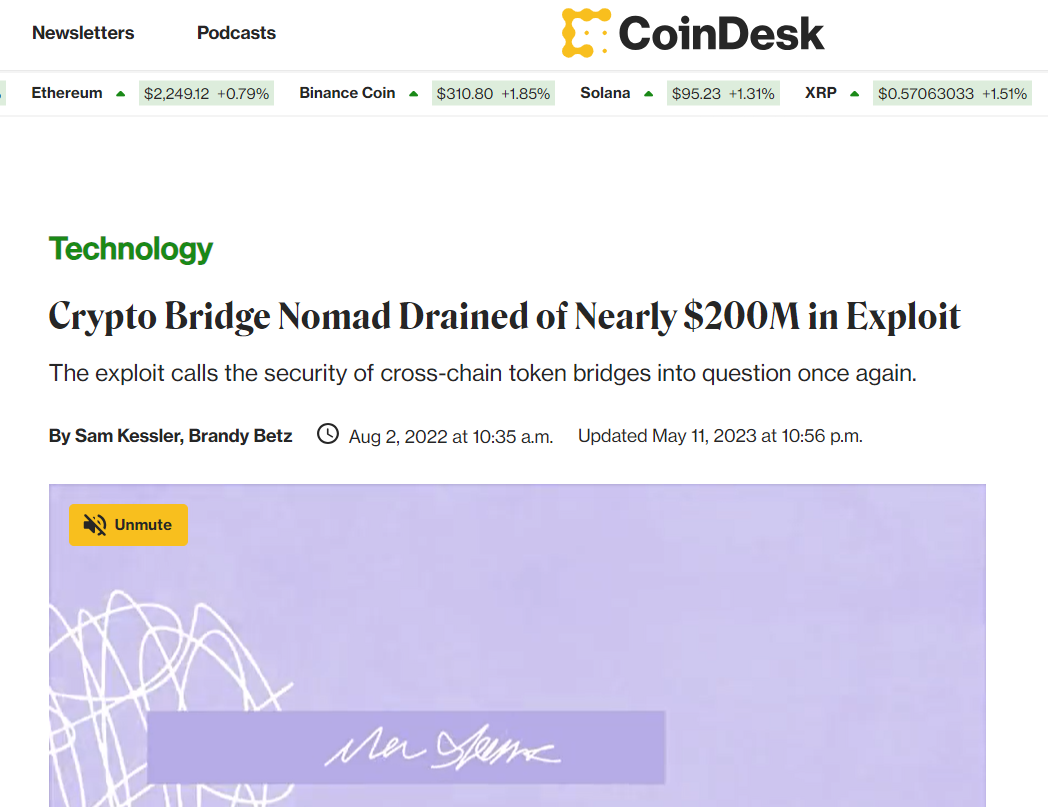 Newsletters Podcasts CoinDesk
Ethereum $2,249.12 +0.79% Binance Coin $310.80 +1.85% Solana $95.23 +1.31% XRP $0.57063033 +1.51%
Technology
Crypto Bridge Nomad Drained of Nearly $200M in Exploit
The exploit calls the security of cross-chain token bridges into question once again.
By Sam Kessler, Brandy Betz Aug 2, 2022 at 10:35 a.m. Updated May 11, 2023 at 10:56 p.m.
Unmute